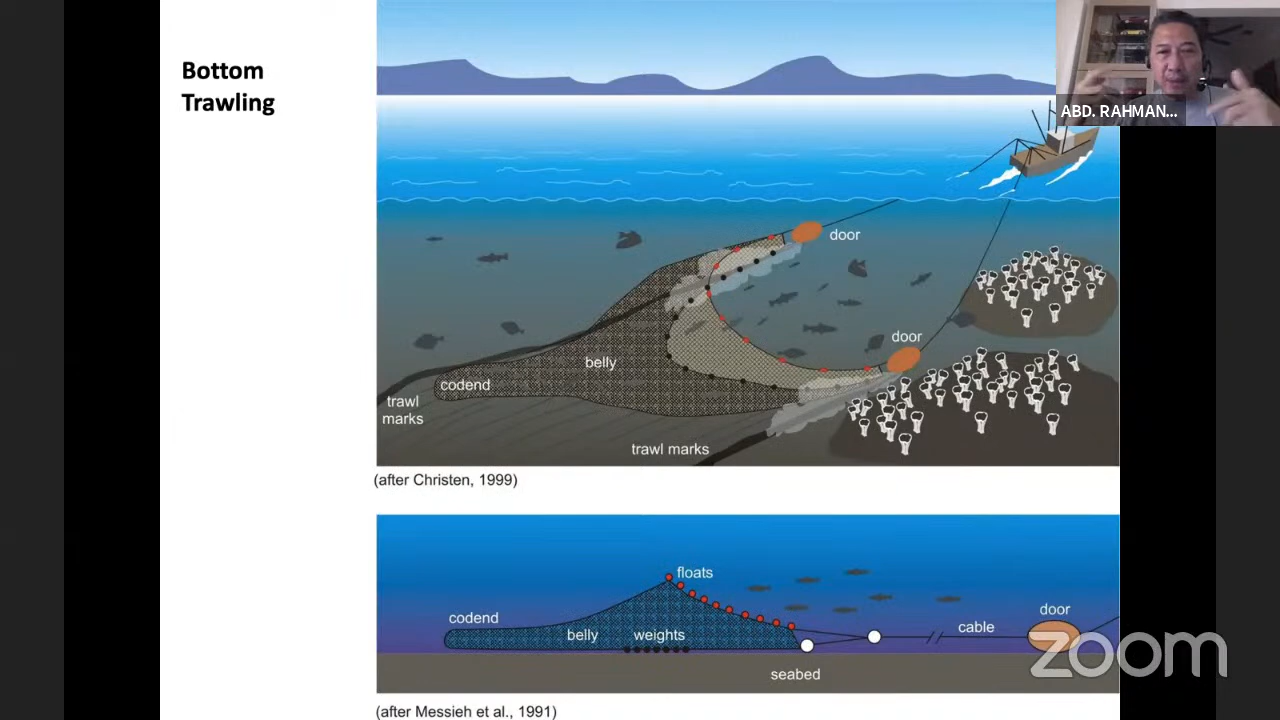 Bottom
Trawling
ABD. RAHMAN...
door
door
belly
codend
trawl
marks
trawl marks
(after Christen, 1999)
floats
codend
door
cable
belly
weights
seabed
zoom
(after Messieh et al., 1991)